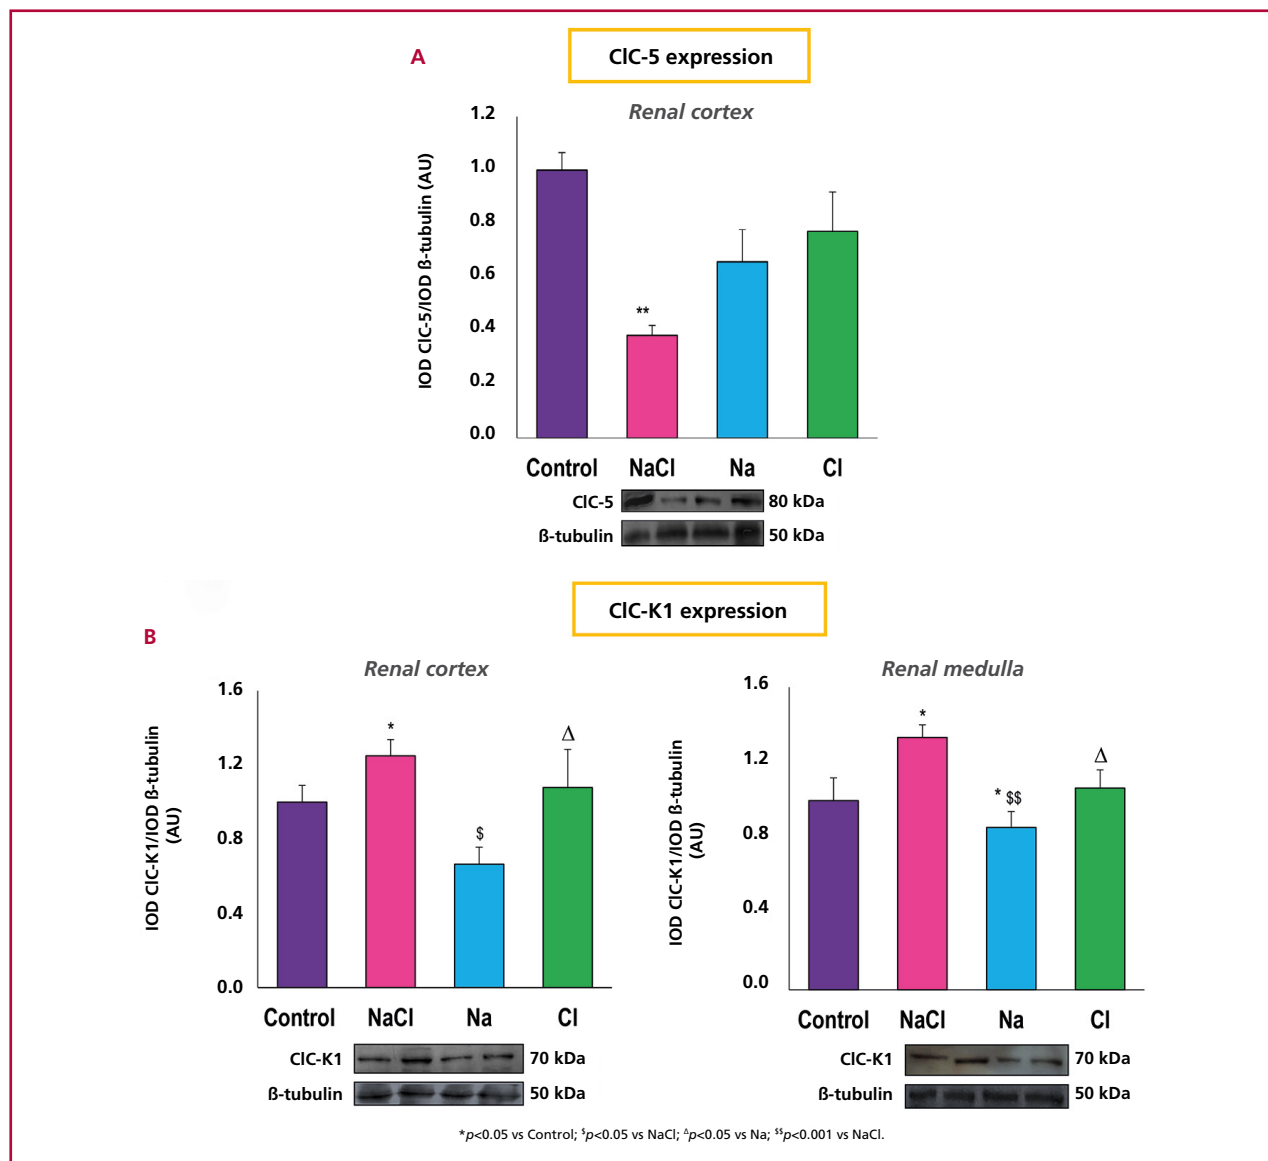 A
ClC-5 expression
Renal cortex
IOD ClC-5/IOD ß-tubulin (AU)
1.2
1.0
0.8
0.6
0.4
0.2
0.0
**
Control NaCl Na Cl
ClC-5 80 kDa
ß-tubulin 50 kDa
ClC-K1 expression
B
Renal cortex
IOD ClC-K1/IOD ß-tubulin
(AU)
1.6
1.2
0.8
0.4
0.0
*
$
Δ
Control NaCl Na Cl
ClC-K1 70 kDa
ß-tubulin 50 kDa
Renal medulla
IOD ClC-K1/IOD ß-tubulin
(AU)
1.6
1.2
0.8
0.4
0.0
*
* $$
Δ
Control NaCl Na Cl
ClC-K1 70 kDa
ß-tubulin 50 kDa
*p<0.05 vs Control; $p<0.05 vs NaCl; Δp<0.05 vs Na; $$p<0.001 vs NaCl.